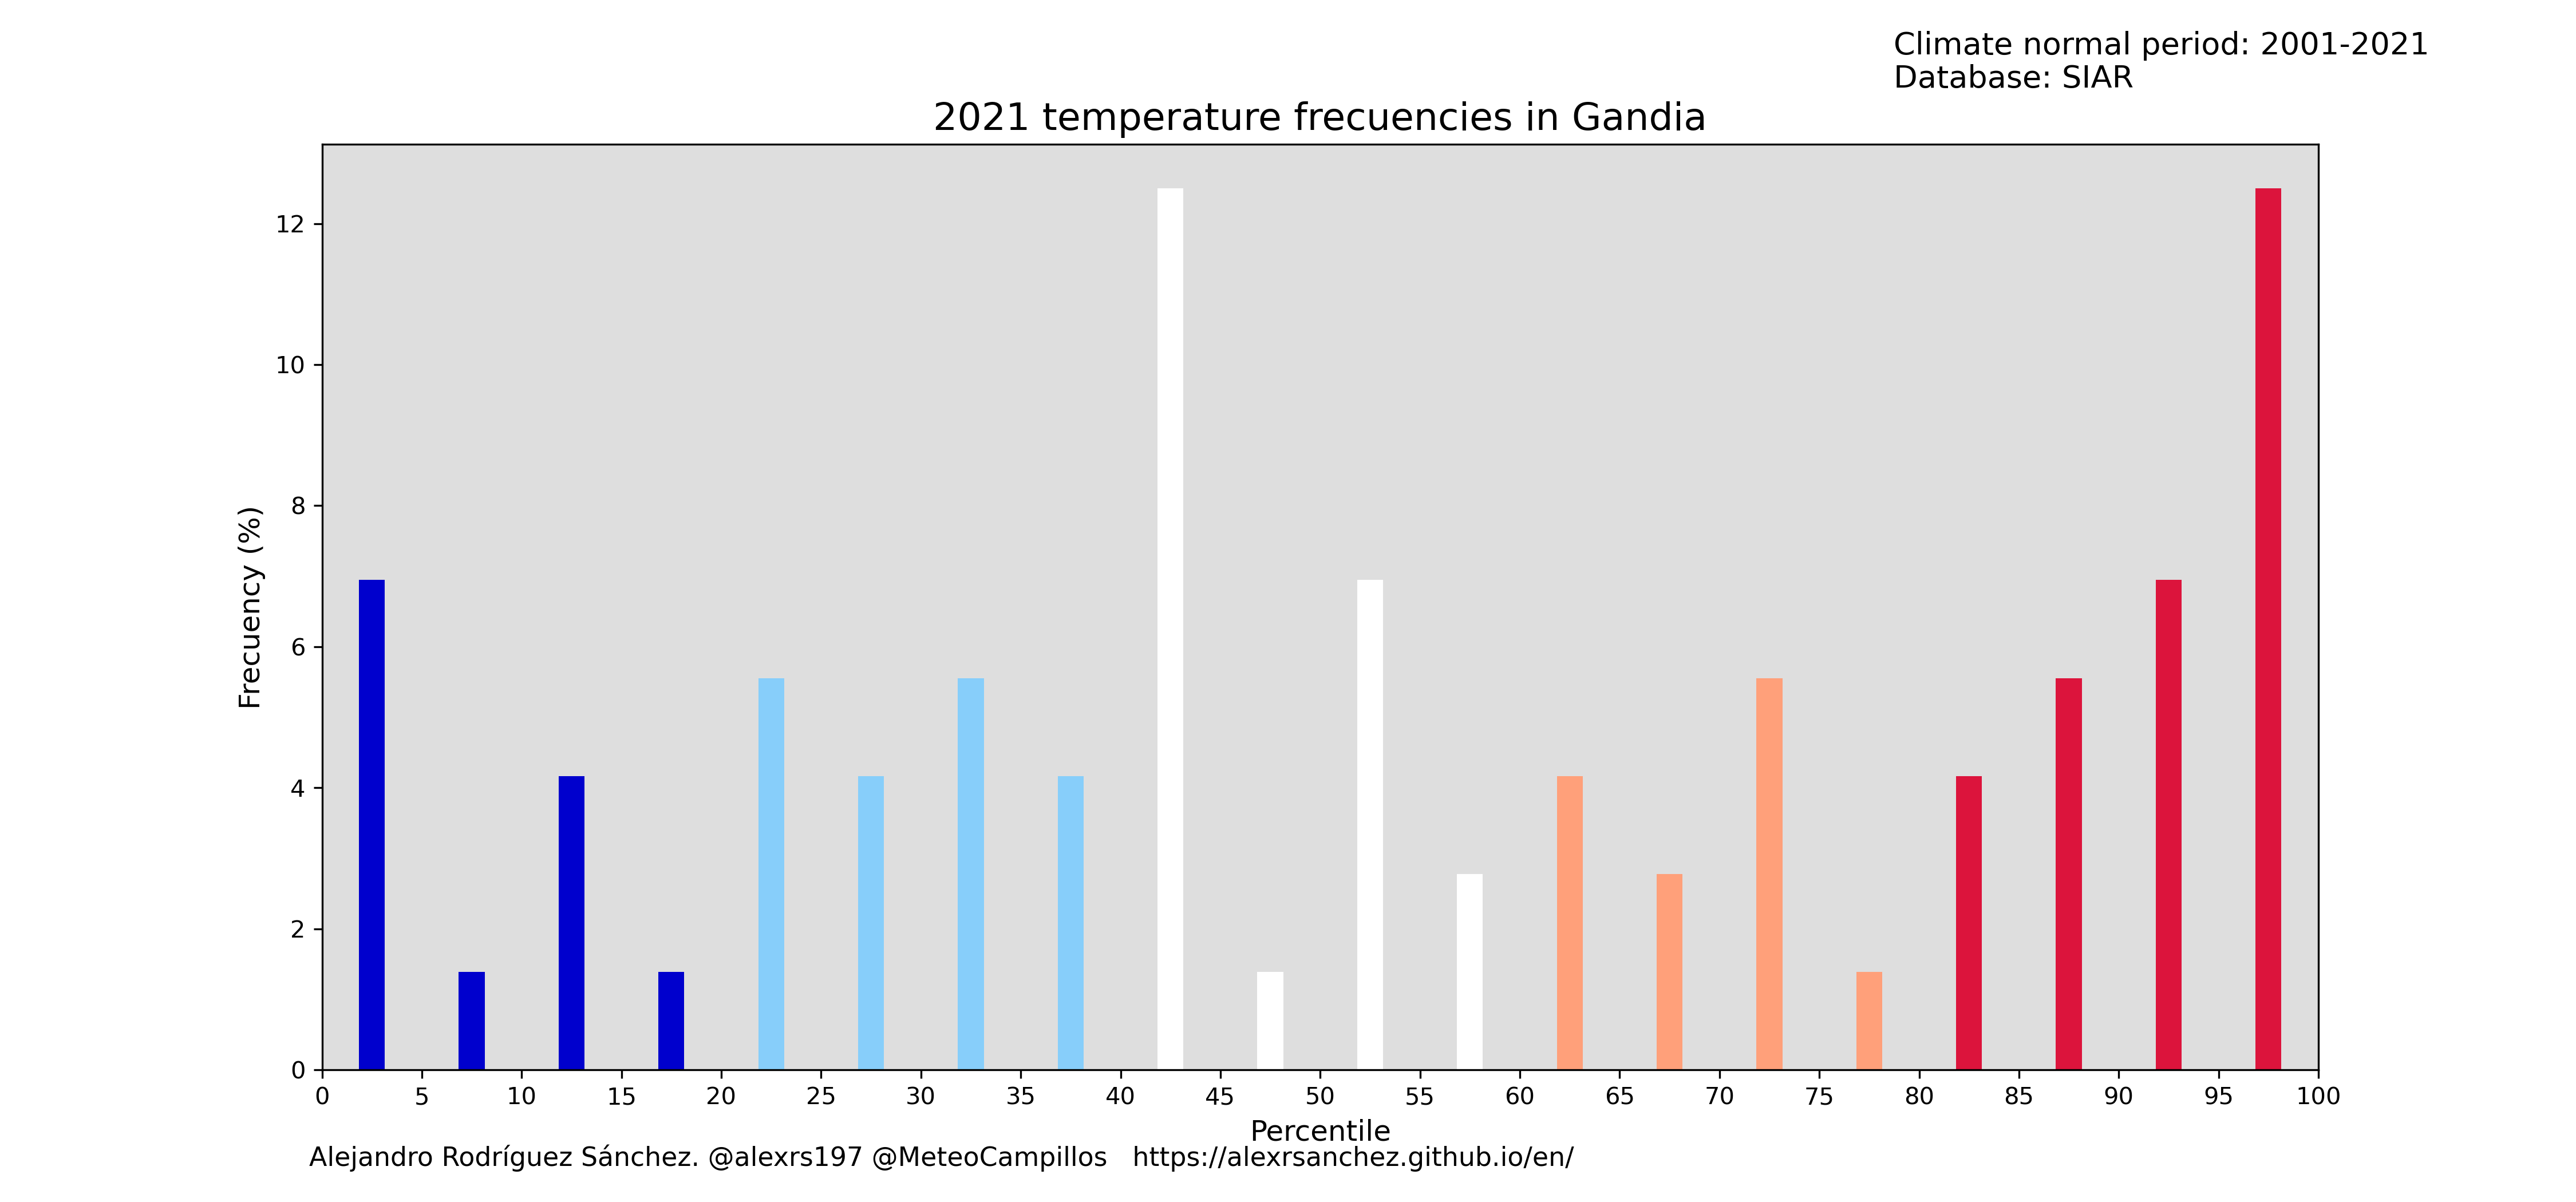 Climate normal period: 2001-2021
Database: SIAR
2021 temperature frecuencies in Gandia
12
10
8
6
4
2
0
Frecuency (%)
0 5 10 15 20 25 30 35 40 45 50 55 60 65 70 75 80 85 90 95 100
Percentile
Alejandro Rodríguez Sánchez. @alexrs197 @MeteoCampillos https://alexrsanchez.github.io/en/